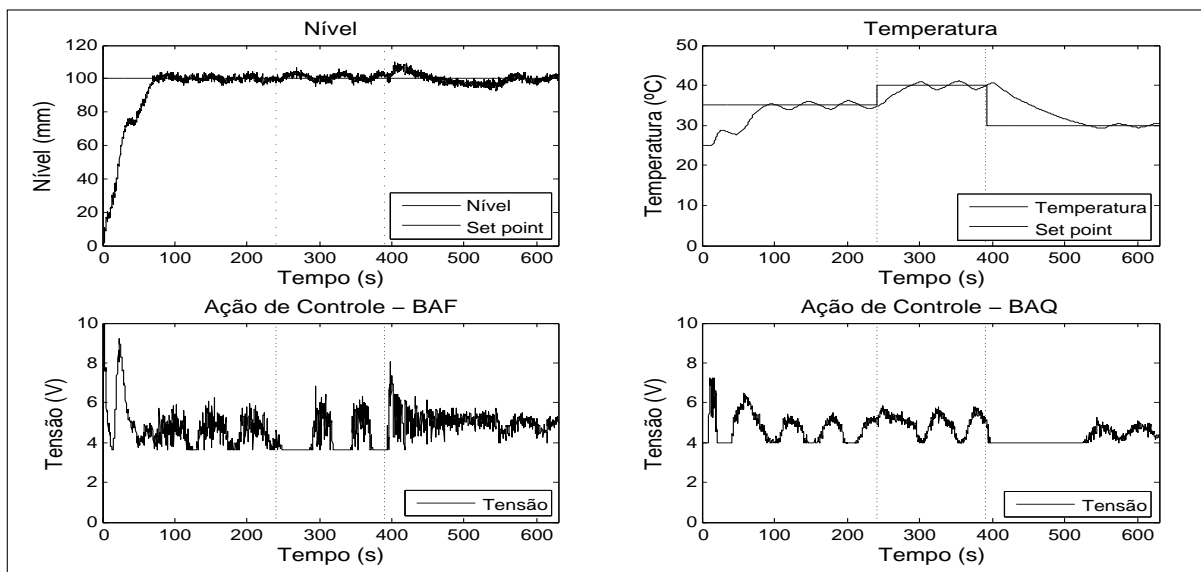 Nível
Nível (mm)
120
100
80
60
40
20
0
Nível
Set point
0 100 200 300 400 500 600
Tempo (s)
Temperatura
Temperatura (ºC)
50
40
30
20
10
0
Temperatura
Set point
0 100 200 300 400 500 600
Tempo (s)
Ação de Controle – BAF
Tensão (V)
10
8
6
4
2
0
Tensão
0 100 200 300 400 500 600
Tempo (s)
Ação de Controle – BAQ
Tensão (V)
10
8
6
4
2
0
Tensão
0 100 200 300 400 500 600
Tempo (s)